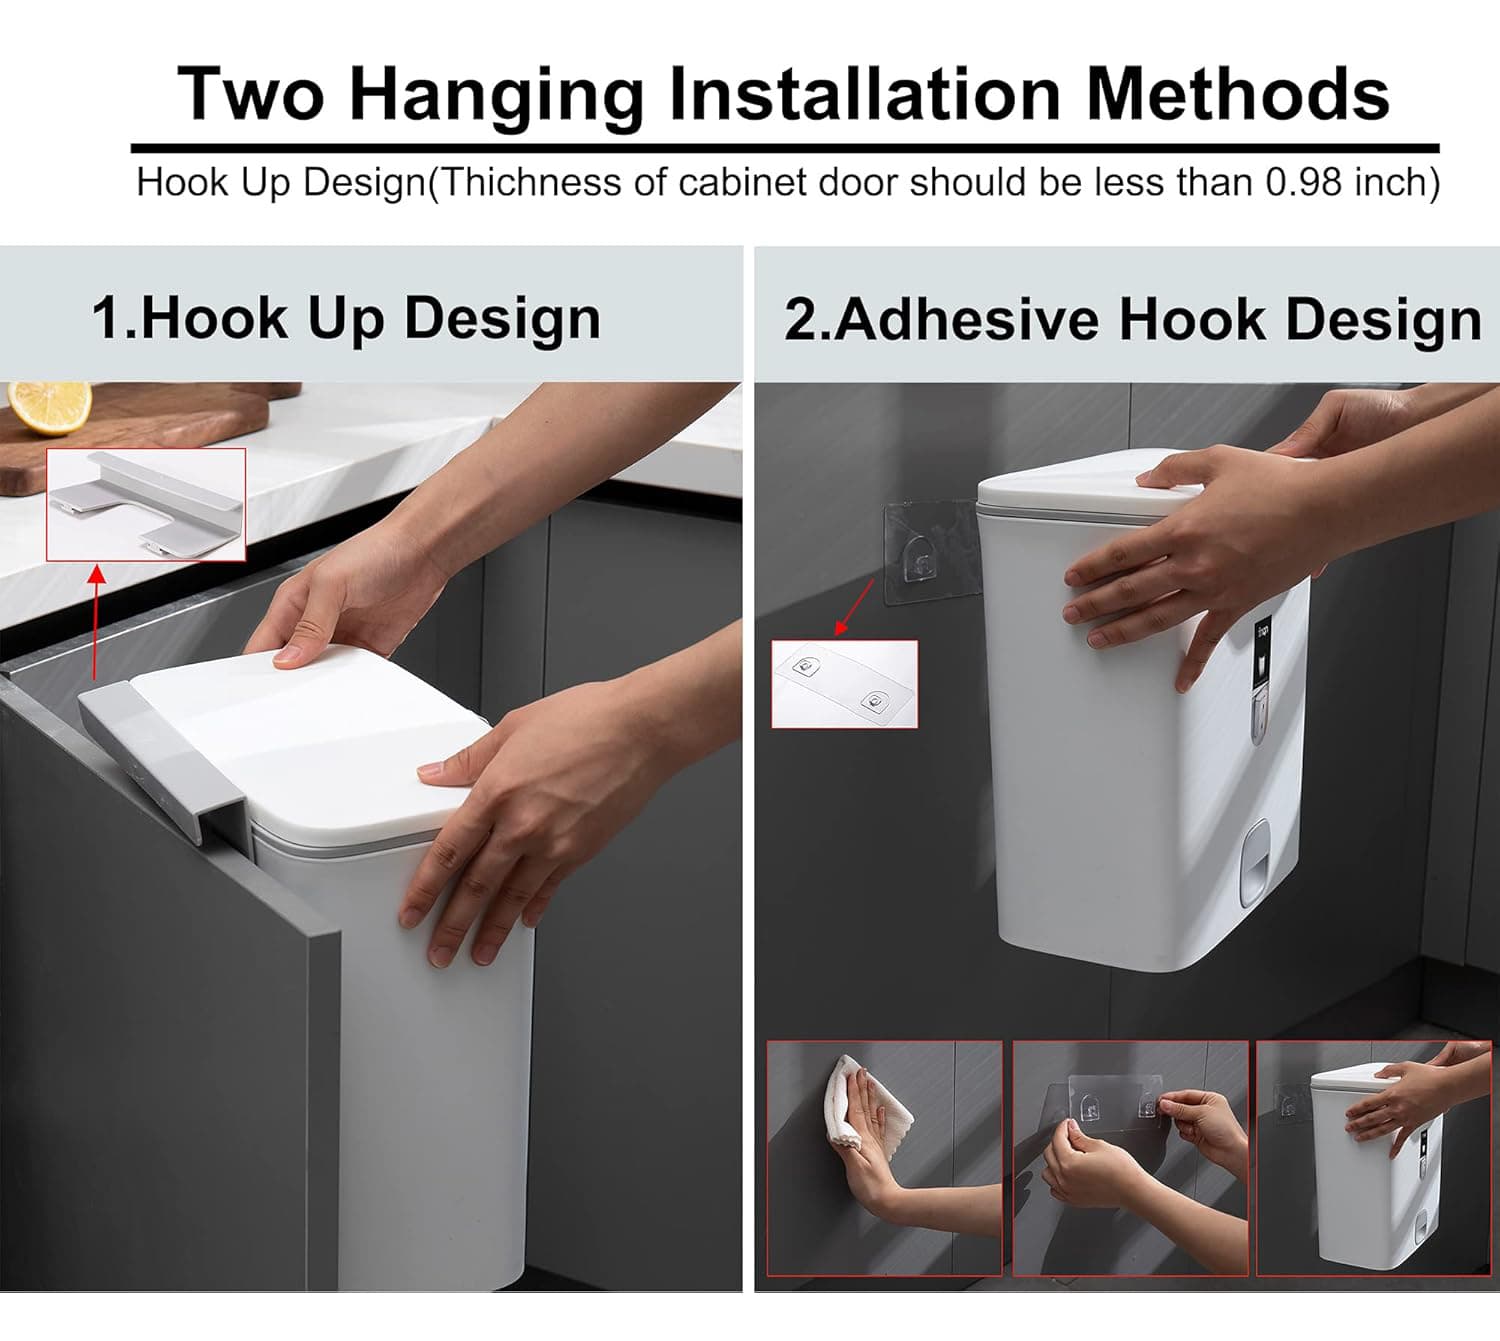 Two Hanging Installation Methods
Hook Up Design(Thichness of cabinet door should be less than 0.98 inch)
1.Hook Up Design
2.Adhesive Hook Design